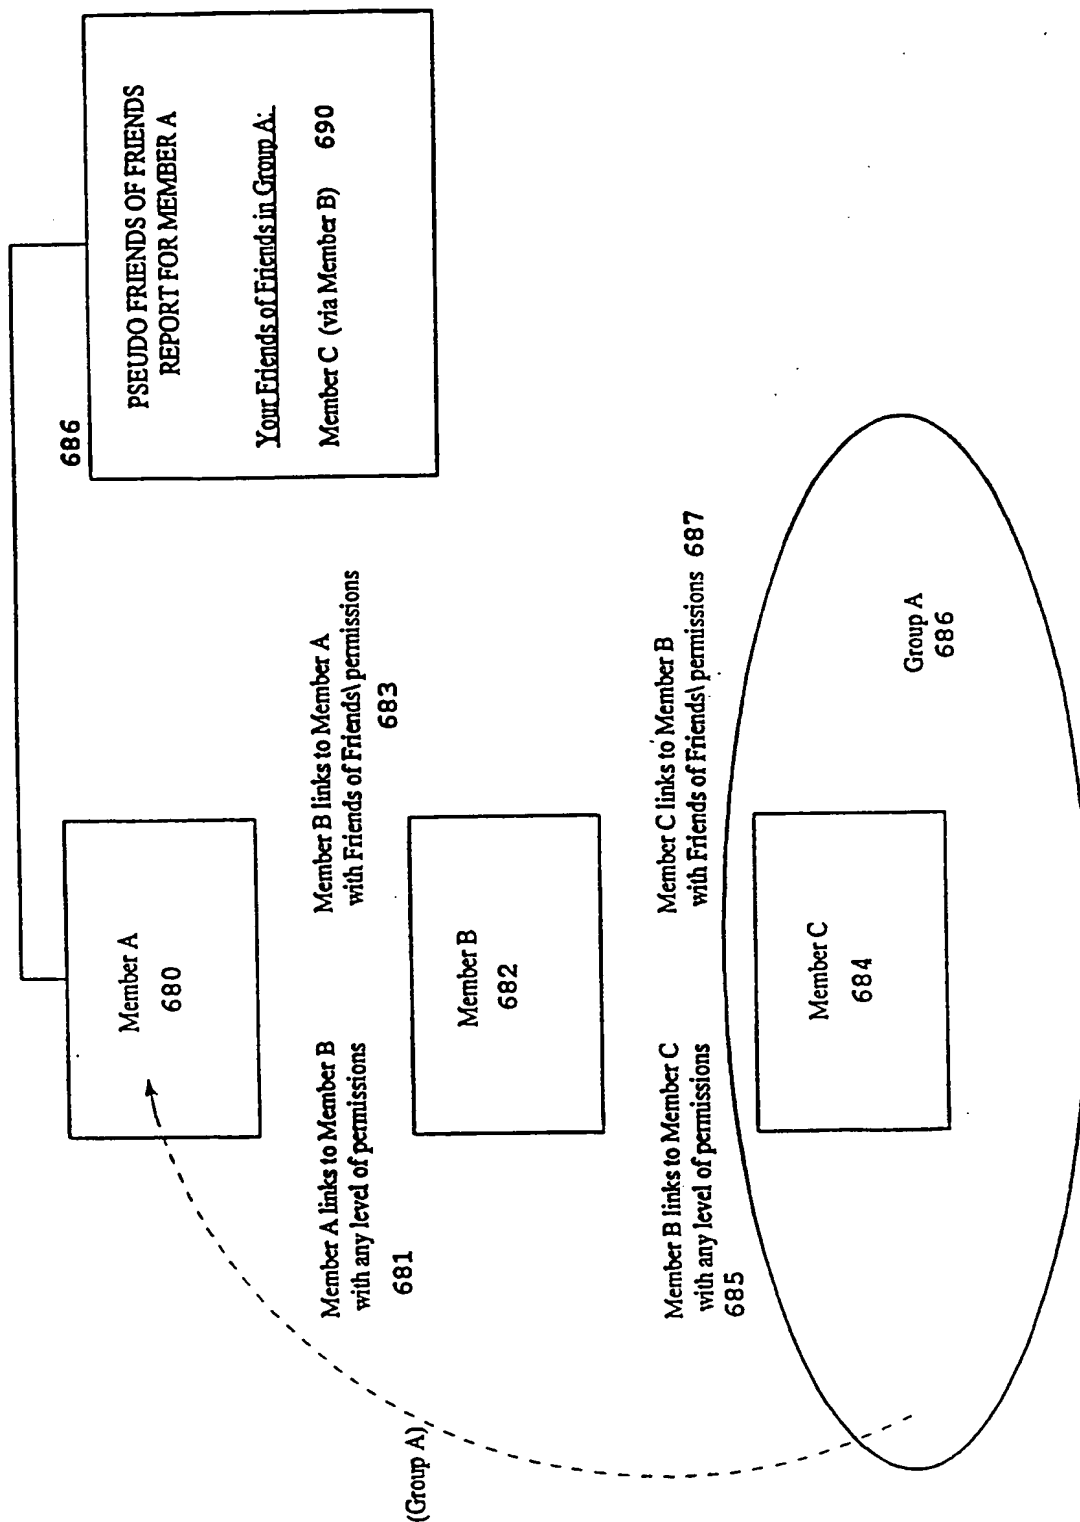 686
PSEUDO FRIENDS OF FRIENDS
REPORT FOR MEMBER A
Your Friends of Friends in Group A:
Member C (via Member B) 690
Member A
680
Member A links to Member B
with any level of permissions
681
Member B links to Member A
with Friends of Friends\ permissions
683
Member B
682
Member B links to Member C
with any level of permissions
685
Member C links to Member B
with Friends of Friends\ permissions 687
Member C
684
Group A
686
(Group A)